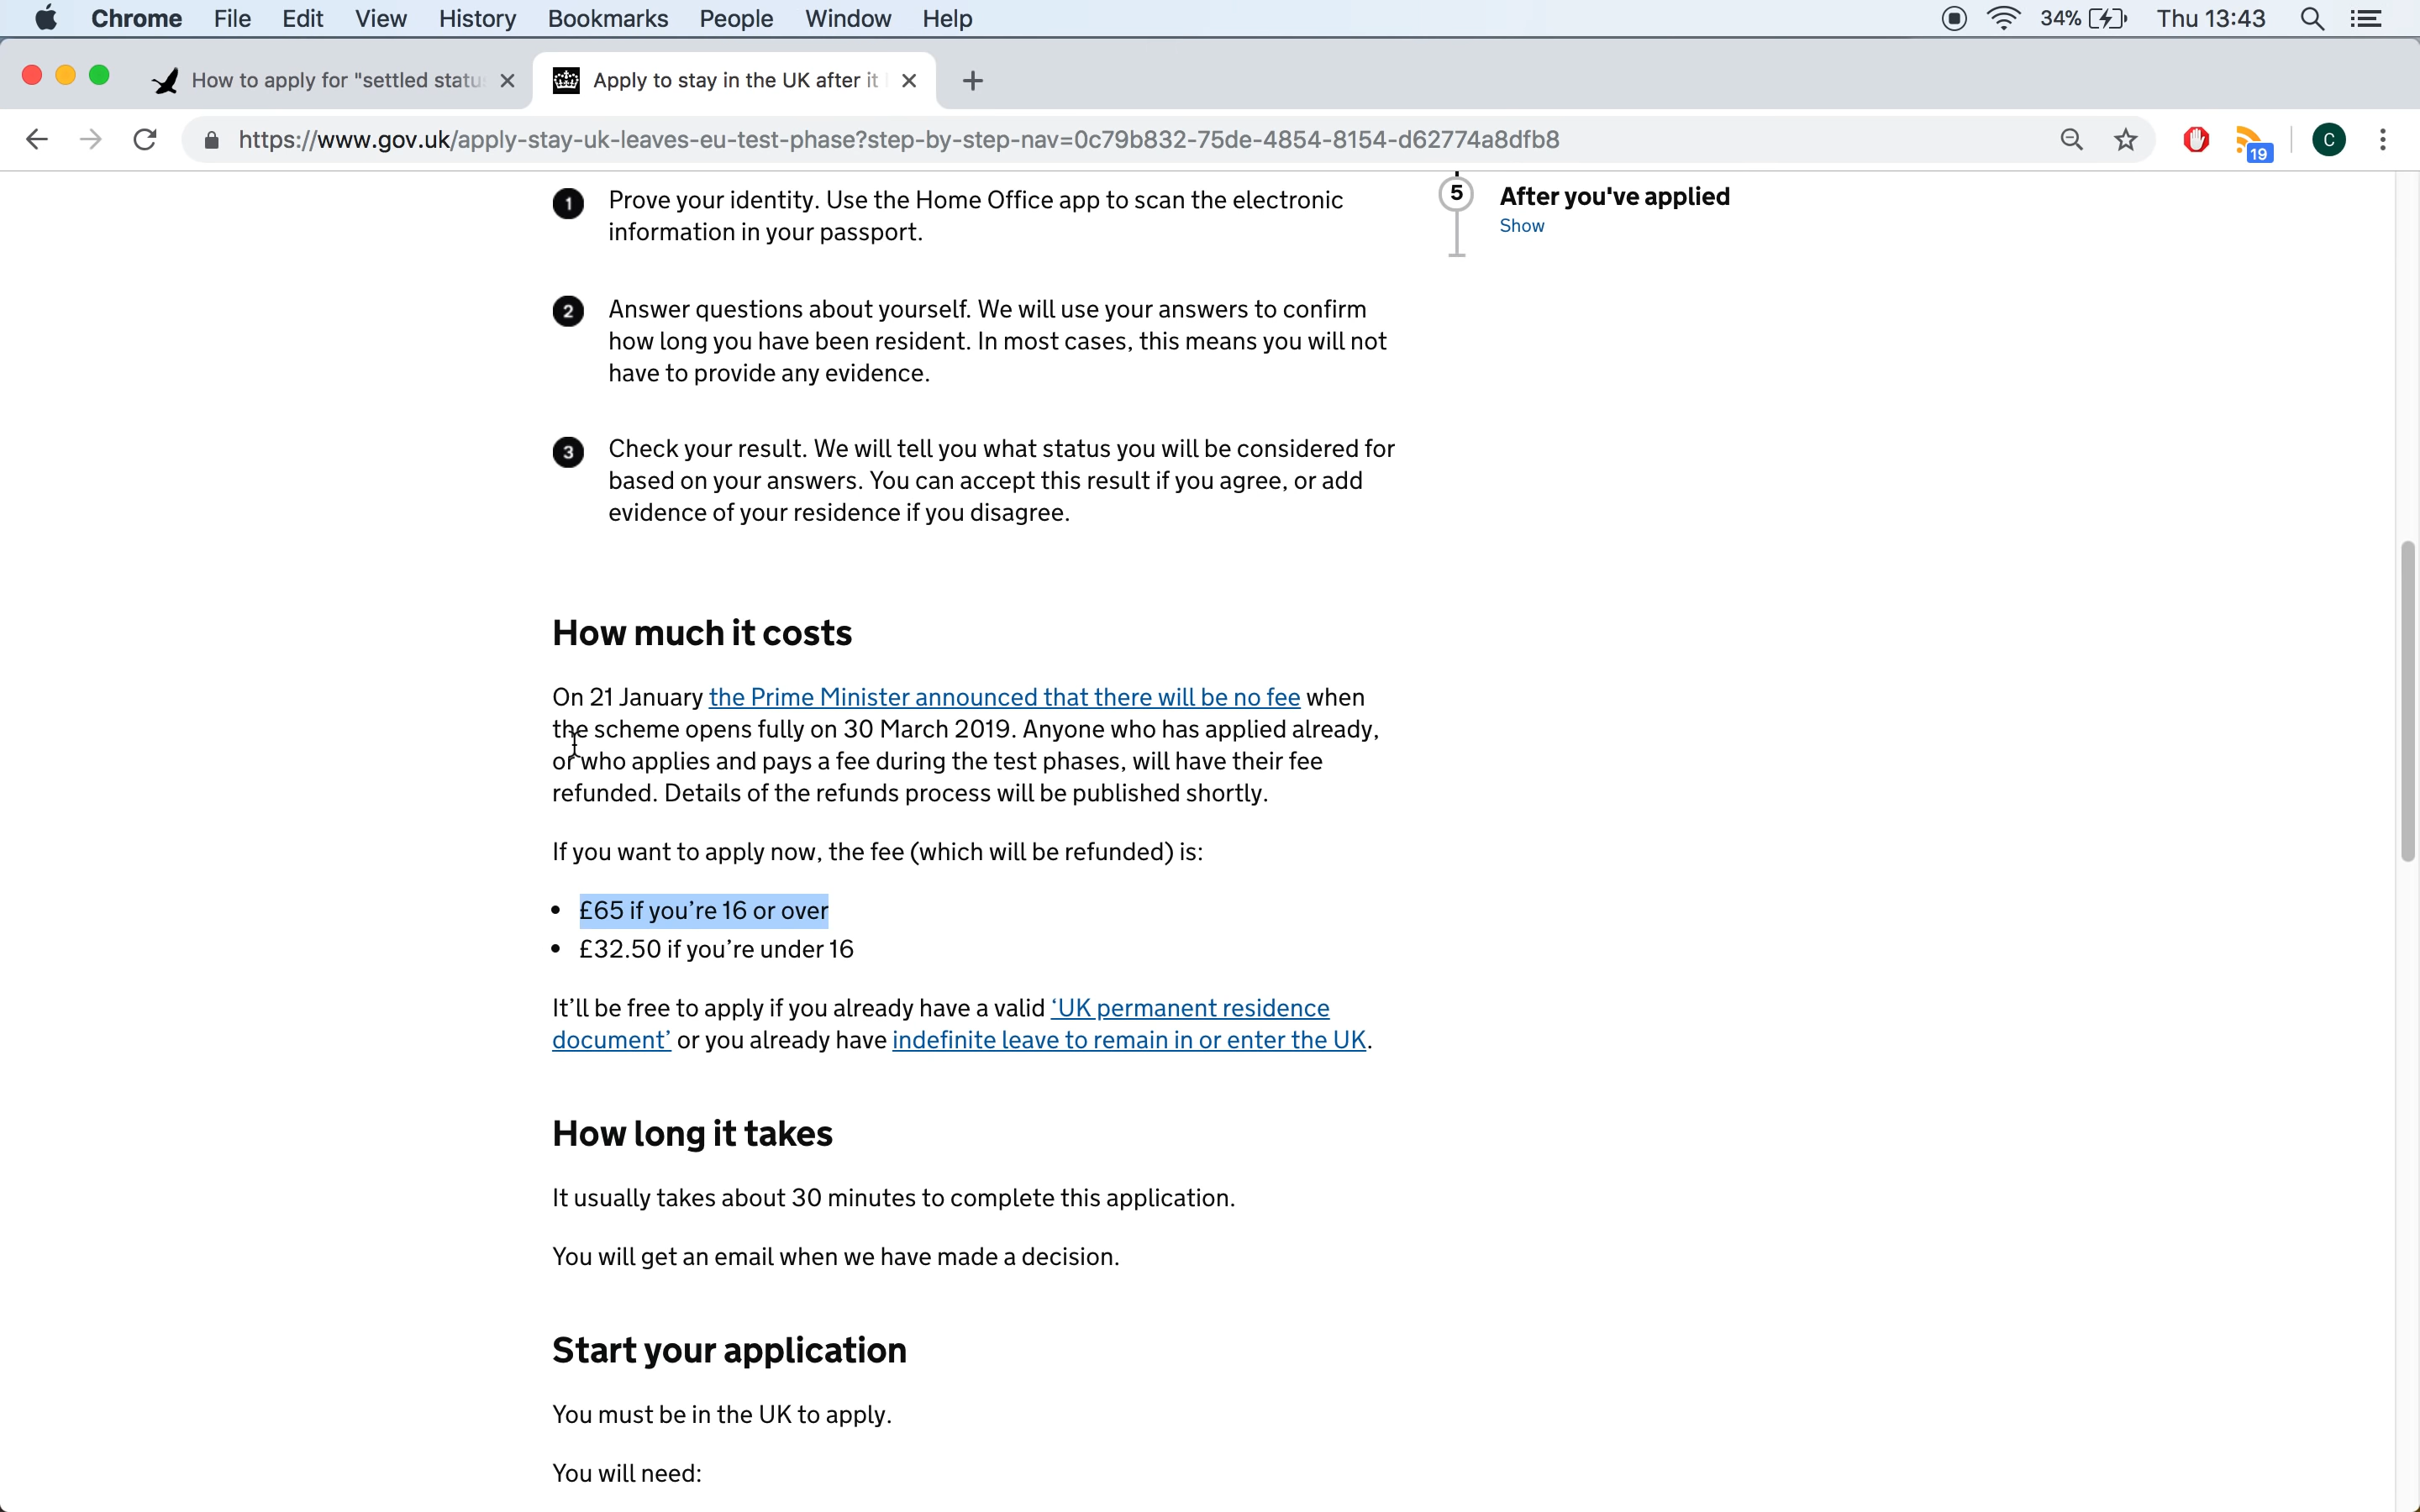 Chrome File Edit View History Bookmarks People Window Help 34% Thu 13:43
How to apply for "settled statu
Apply to stay in the UK after it
https://www.gov.uk/apply-stay-uk-leaves-eu-test-phase?step-by-step-nav=0c79b832-75de-4854-8154-d62774a8dfb8
19
C
1 Prove your identity. Use the Home Office app to scan the electronic
information in your passport.
2 Answer questions about yourself. We will use your answers to confirm
how long you have been resident. In most cases, this means you will not
have to provide any evidence.
3 Check your result. We will tell you what status you will be considered for
based on your answers. You can accept this result if you agree, or add
evidence of your residence if you disagree.
How much it costs
On 21 January the Prime Minister announced that there will be no fee when
the scheme opens fully on 30 March 2019. Anyone who has applied already,
or who applies and pays a fee during the test phases, will have their fee
refunded. Details of the refunds process will be published shortly.
If you want to apply now, the fee (which will be refunded) is:
• £65 if you’re 16 or over
• £32.50 if you’re under 16
It’ll be free to apply if you already have a valid ‘UK permanent residence
document’ or you already have indefinite leave to remain in or enter the UK.
How long it takes
It usually takes about 30 minutes to complete this application.
You will get an email when we have made a decision.
Start your application
You must be in the UK to apply.
You will need:
5 After you've applied
Show